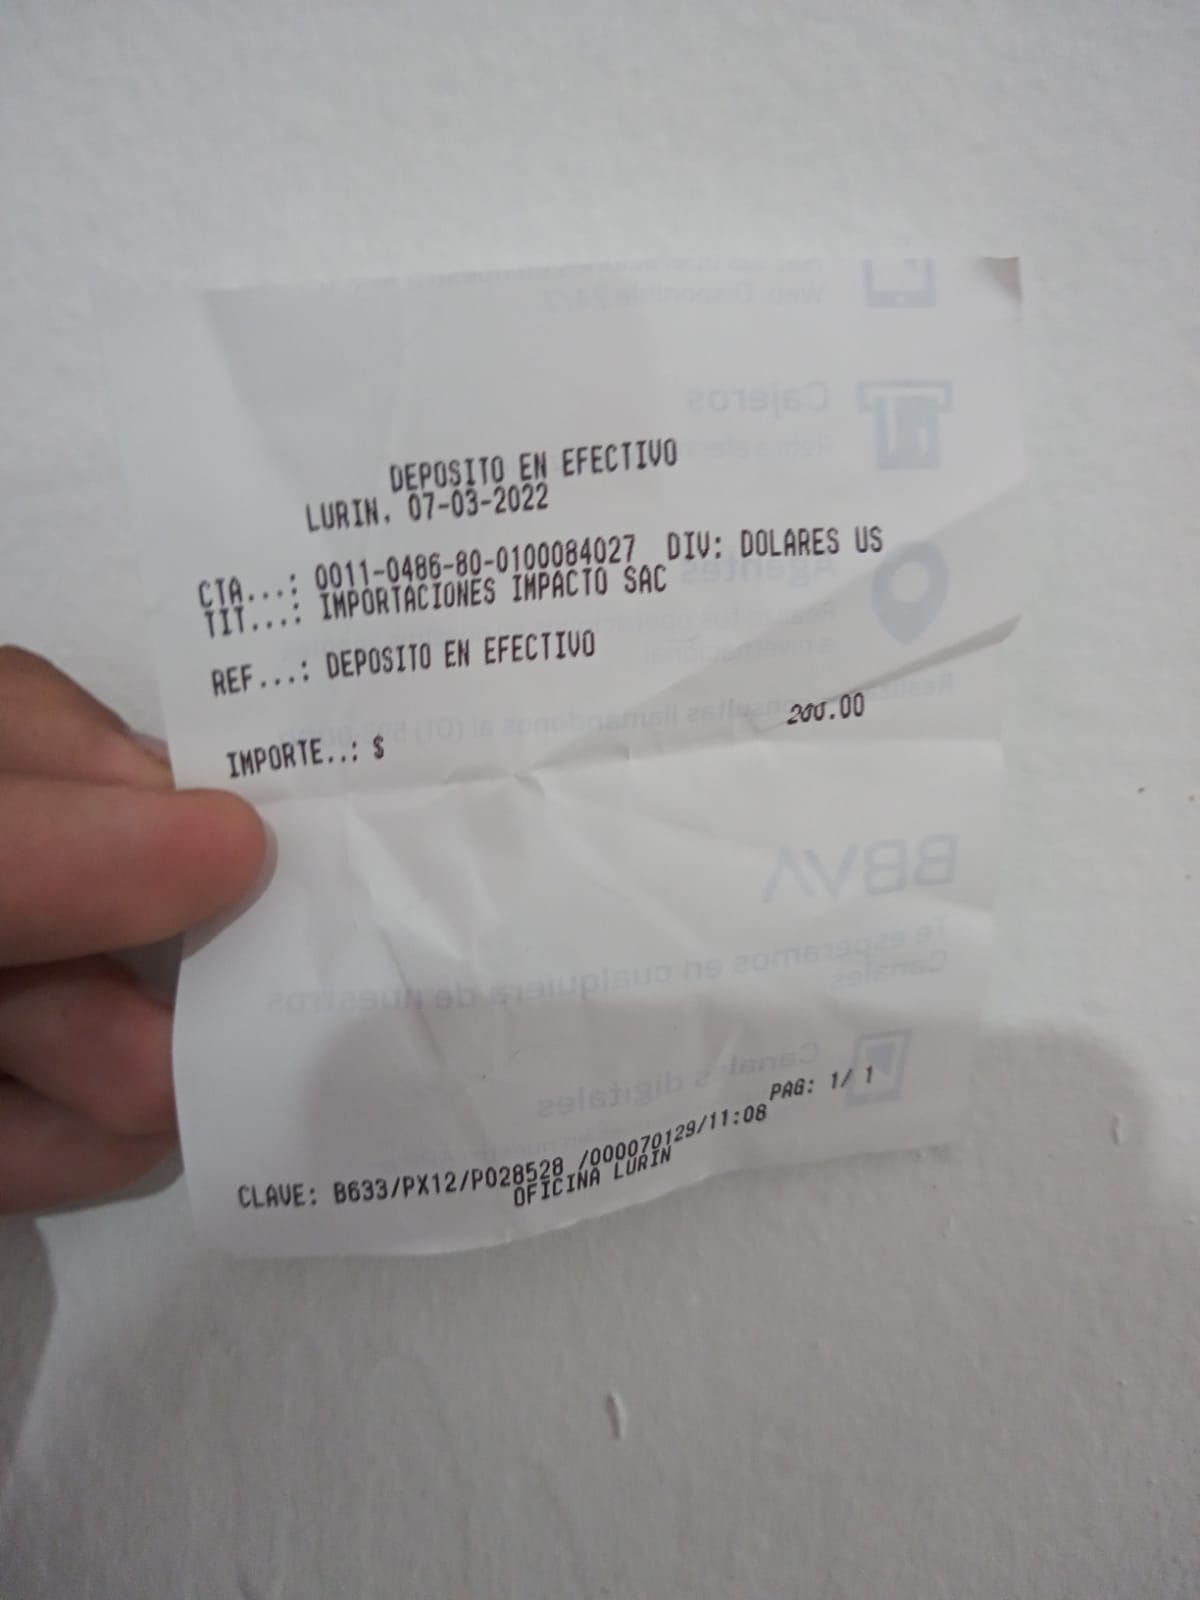 DEPOSITO EN EFECTIVO
LURIN, 07-03-2022
CTA...: 0011-0486-80-0100084027 DIV: DOLARES US
TIT...: IMPORTACIONES IMPACTO SAC
REF...: DEPOSITO EN EFECTIVO
IMPORTE..: $ 200.00
PAG: 1/ 1
CLAVE: B633/PX12/P028528 /000070129/11:08
OFICINA LURIN
Cajeros
Agentes
BBVA
Te esperamos en cualquiera de nuestros
Canales
Canales digitales